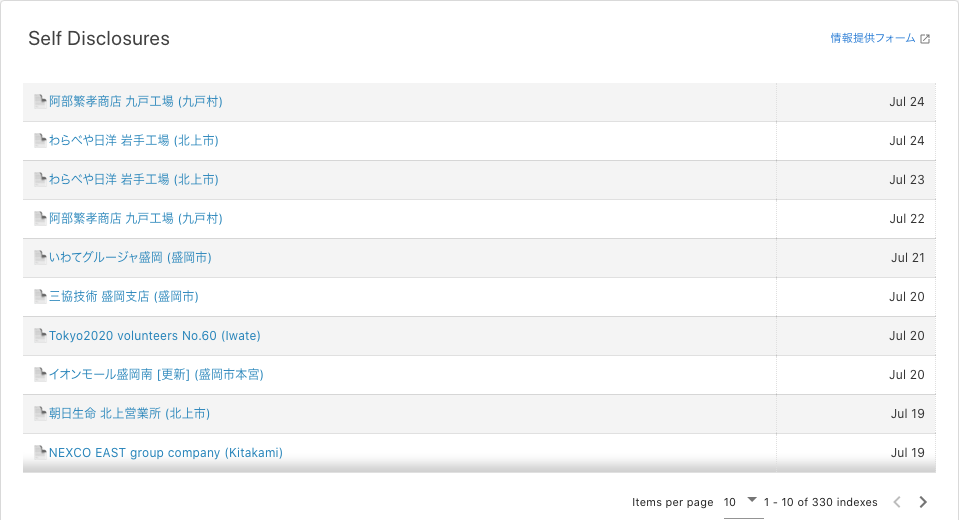 Self Disclosures
情報提供フォーム
阿部繁孝商店 九戸工場 (九戸村) Jul 24
わらべや日洋 岩手工場 (北上市) Jul 24
わらべや日洋 岩手工場 (北上市) Jul 23
阿部繁孝商店 九戸工場 (九戸村) Jul 22
いわてグルージャ盛岡 (盛岡市) Jul 21
三協技術 盛岡支店 (盛岡市) Jul 20
Tokyo2020 volunteers No.60 (Iwate) Jul 20
イオンモール盛岡南 [更新] (盛岡市本宮) Jul 20
朝日生命 北上営業所 (北上市) Jul 19
NEXCO EAST group company (Kitakami) Jul 19
Items per page 10 1 - 10 of 330 indexes